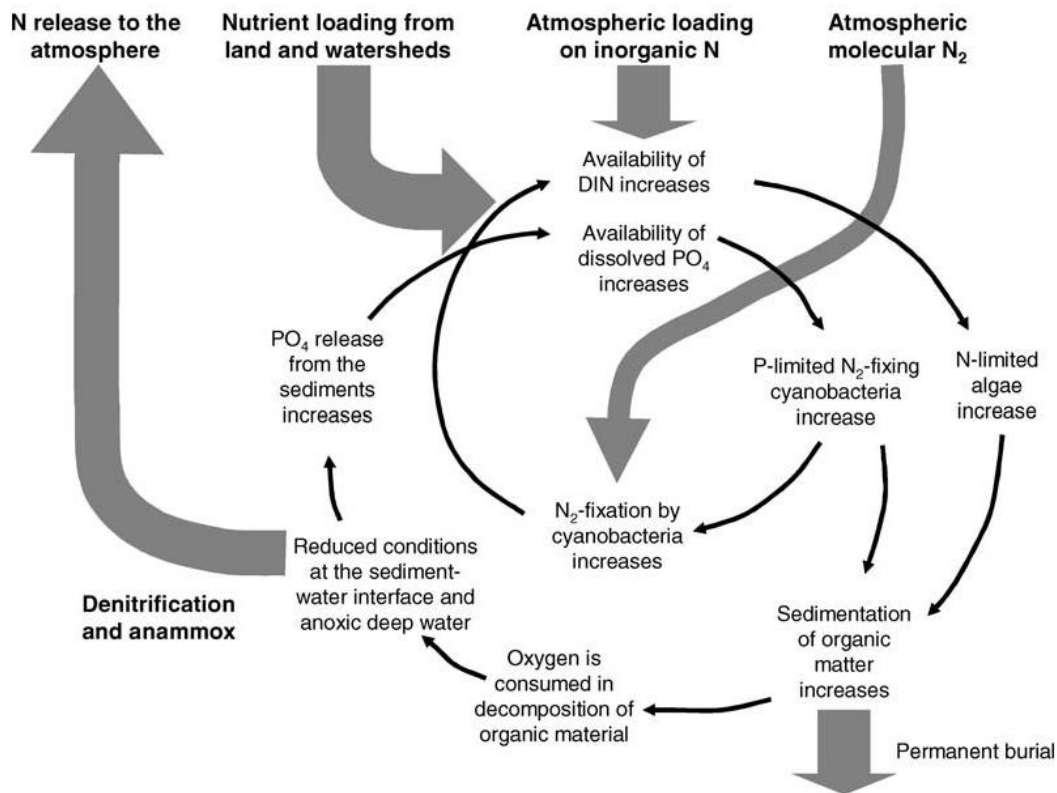 N release to the
atmosphere
Nutrient loading from
land and watersheds
Atmospheric loading
on inorganic N
Atmospheric
molecular N₂
Availability of
DIN increases
Availability of
dissolved PO₄
increases
PO₄ release
from the
sediments
increases
P-limited N₂-fixing
cyanobacteria
increase
N-limited
algae
increase
N₂-fixation by
cyanobacteria
increases
Reduced conditions
at the sediment-
water interface and
anoxic deep water
Denitrification
and anammox
Sedimentation
of organic
matter
increases
Oxygen is
consumed in
decomposition of
organic material
Permanent burial